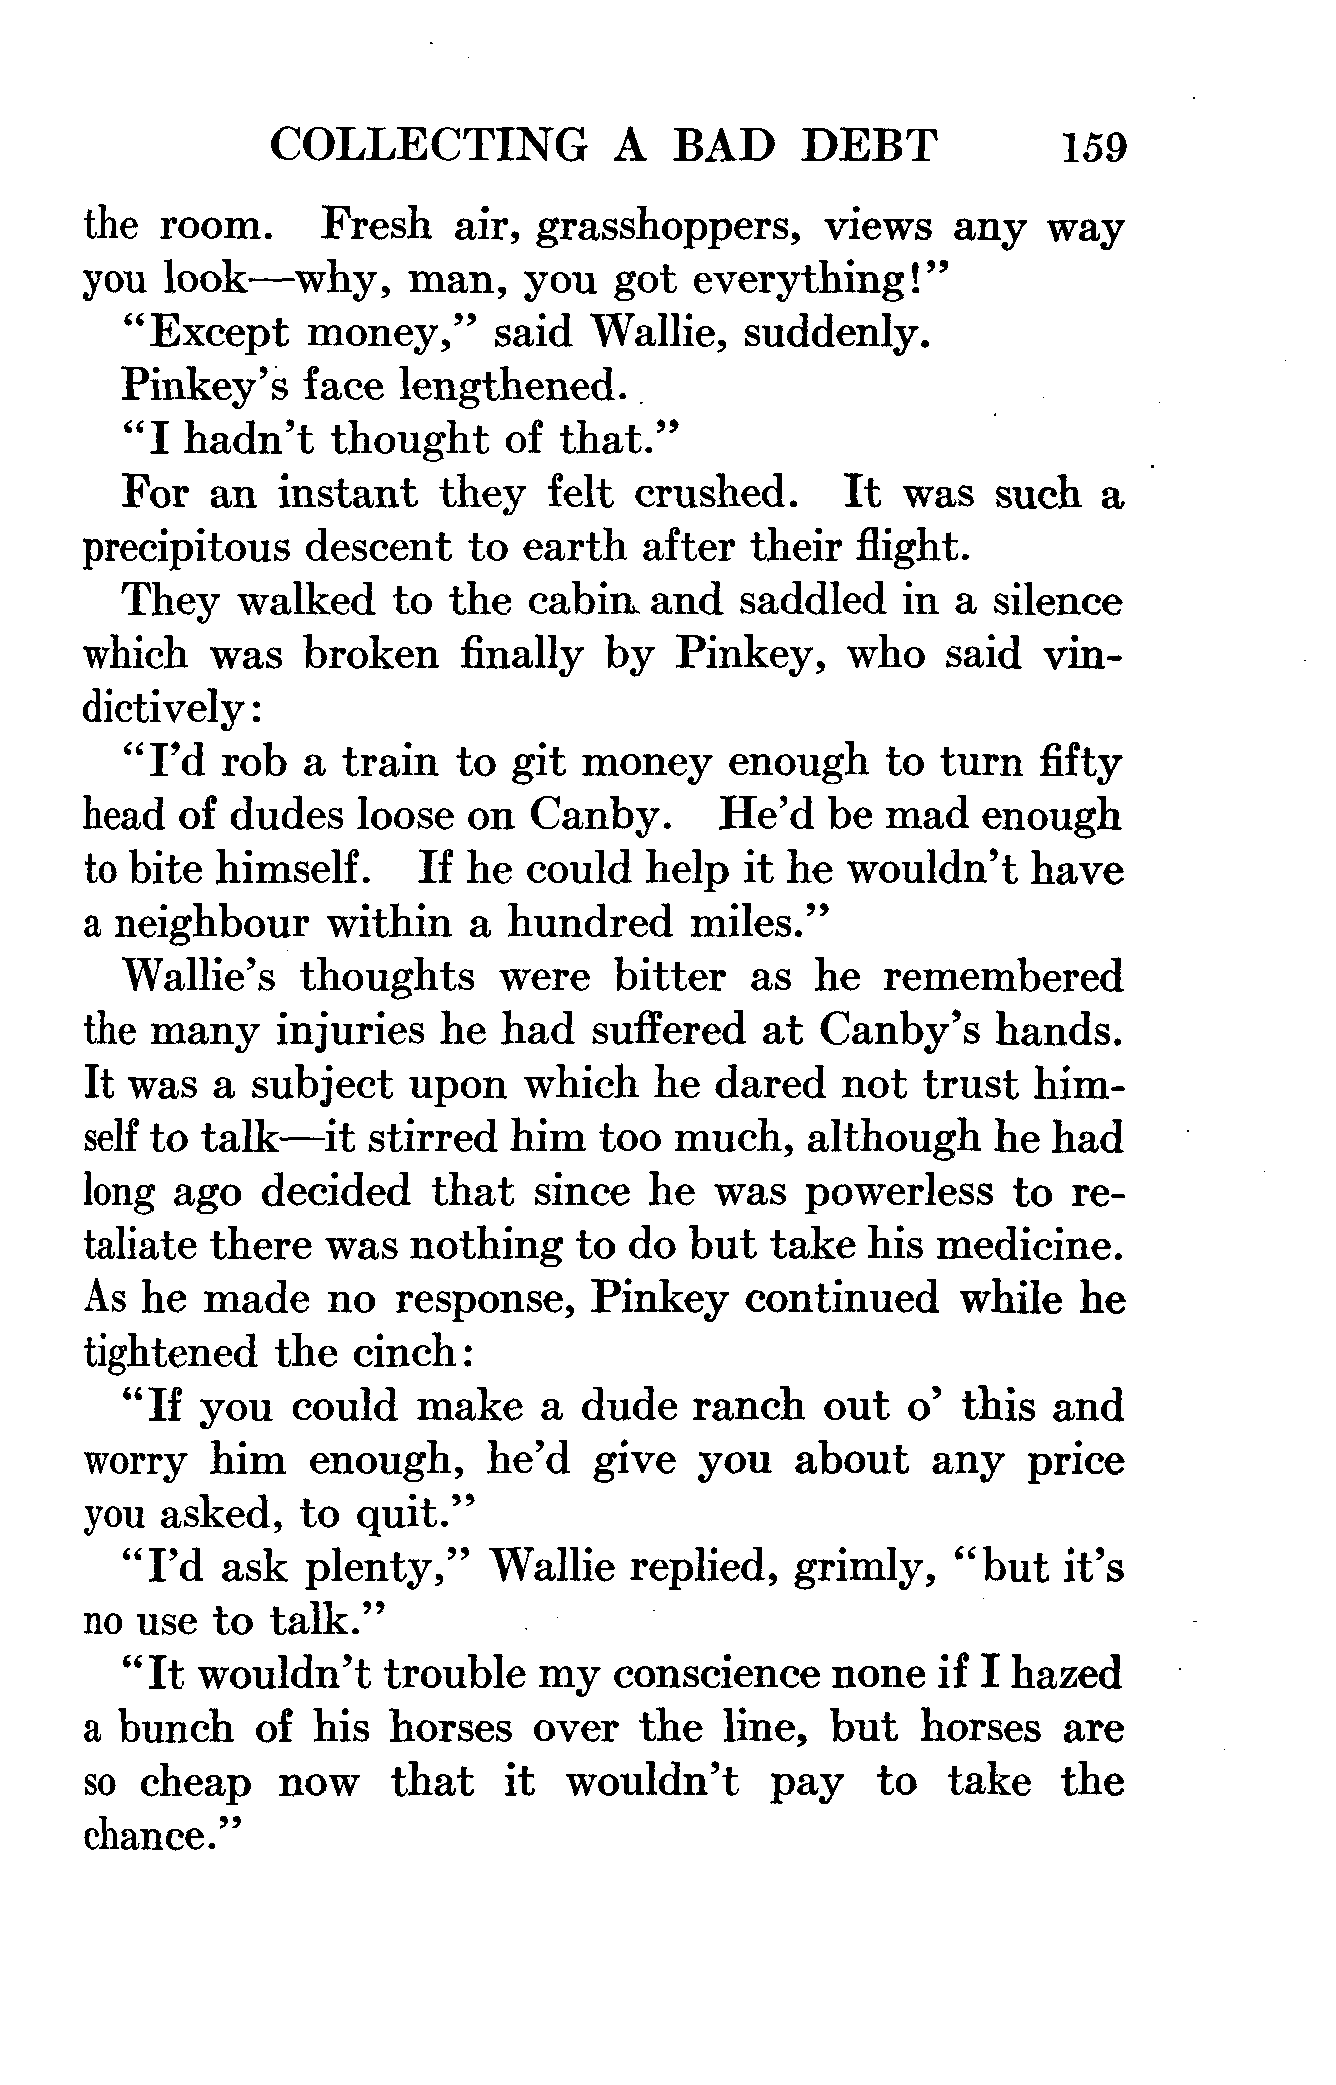 COLLECTING A BAD DEBT 159
the room. Fresh air, grasshoppers, views any way
you look—why, man, you got everything!”
“Except money,” said Wallie, suddenly.
Pinkey’s face lengthened.
“I hadn’t thought of that.”
For an instant they felt crushed. It was such a
precipitous descent to earth after their flight.
They walked to the cabin and saddled in a silence
which was broken finally by Pinkey, who said vin-
dictively:
“I’d rob a train to git money enough to turn fifty
head of dudes loose on Canby. He’d be mad enough
to bite himself. If he could help it he wouldn’t have
a neighbour within a hundred miles.”
Wallie’s thoughts were bitter as he remembered
the many injuries he had suffered at Canby’s hands.
It was a subject upon which he dared not trust him-
self to talk—it stirred him too much, although he had
long ago decided that since he was powerless to re-
taliate there was nothing to do but take his medicine.
As he made no response, Pinkey continued while he
tightened the cinch:
“If you could make a dude ranch out o’ this and
worry him enough, he’d give you about any price
you asked, to quit.”
“I’d ask plenty,” Wallie replied, grimly, “but it’s
no use to talk.”
“It wouldn’t trouble my conscience none if I hazed
a bunch of his horses over the line, but horses are
so cheap now that it wouldn’t pay to take the
chance.”